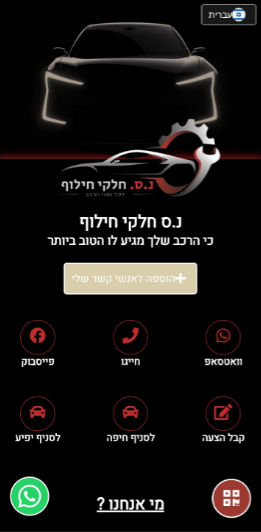 עברית
נ.ס. חלקי חילוף
לכל סוגי הרכב
נ.ס חלקי חילוף
כי הרכב שלך מגיע לו הטוב ביותר
הוספה לאנשי קשר שלי
וואטסאפ
חייגו
פייסבוק
קבל הצעה
לסניף חיפה
לסניף יפיע
מי אנחנו ?